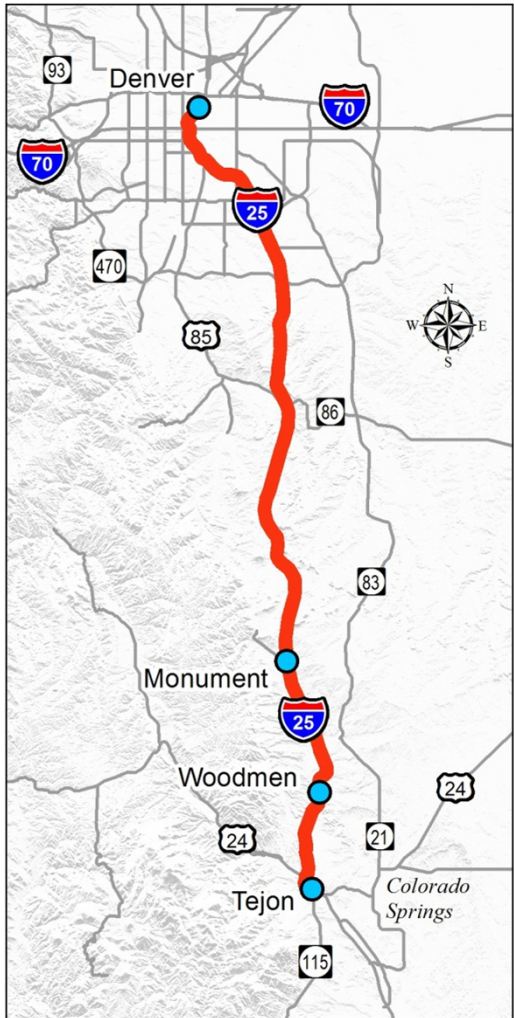 93
Denver
70
70
25
470
N
W E
S
85
86
83
Monument
25
Woodmen
24
24
21
Tejon
Colorado
Springs
115